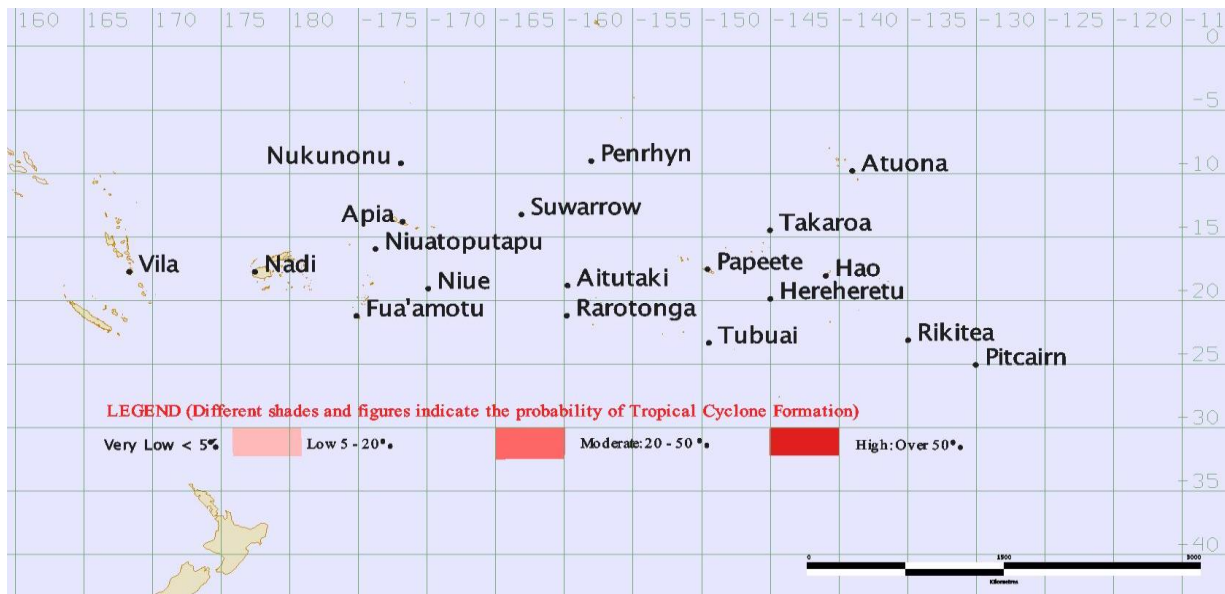 160 165 170 175 180 -175 -170 -165 -160 -155 -150 -145 -140 -135 -130 -125 -120 -11
0
-5
Nukunonu Penrhyn Atuona
-10
Apia Suwarrow Takaroa
-15
Niuatoputapu
Vila Nadi Niue Aitutaki Papeete Hao
Hereheretu
-20
Fua'amotu Rarotonga
Tubuai Rikitea
Pitcairn
-25
LEGEND (Different shades and figures indicate the probability of Tropical Cyclone Formation)
-30
Very Low < 5% Low 5 - 20%. Moderate: 20 - 50 %. High: Over 50%.
-35
-40
0 1500 3000
Kilometres